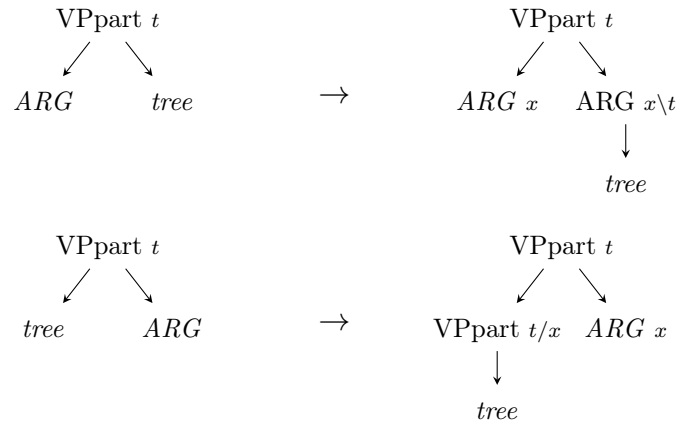 VPpart t VPpart t
ARG tree → ARG x ARG x\t
tree
VPpart t VPpart t
tree ARG → VPpart t/x ARG x
tree